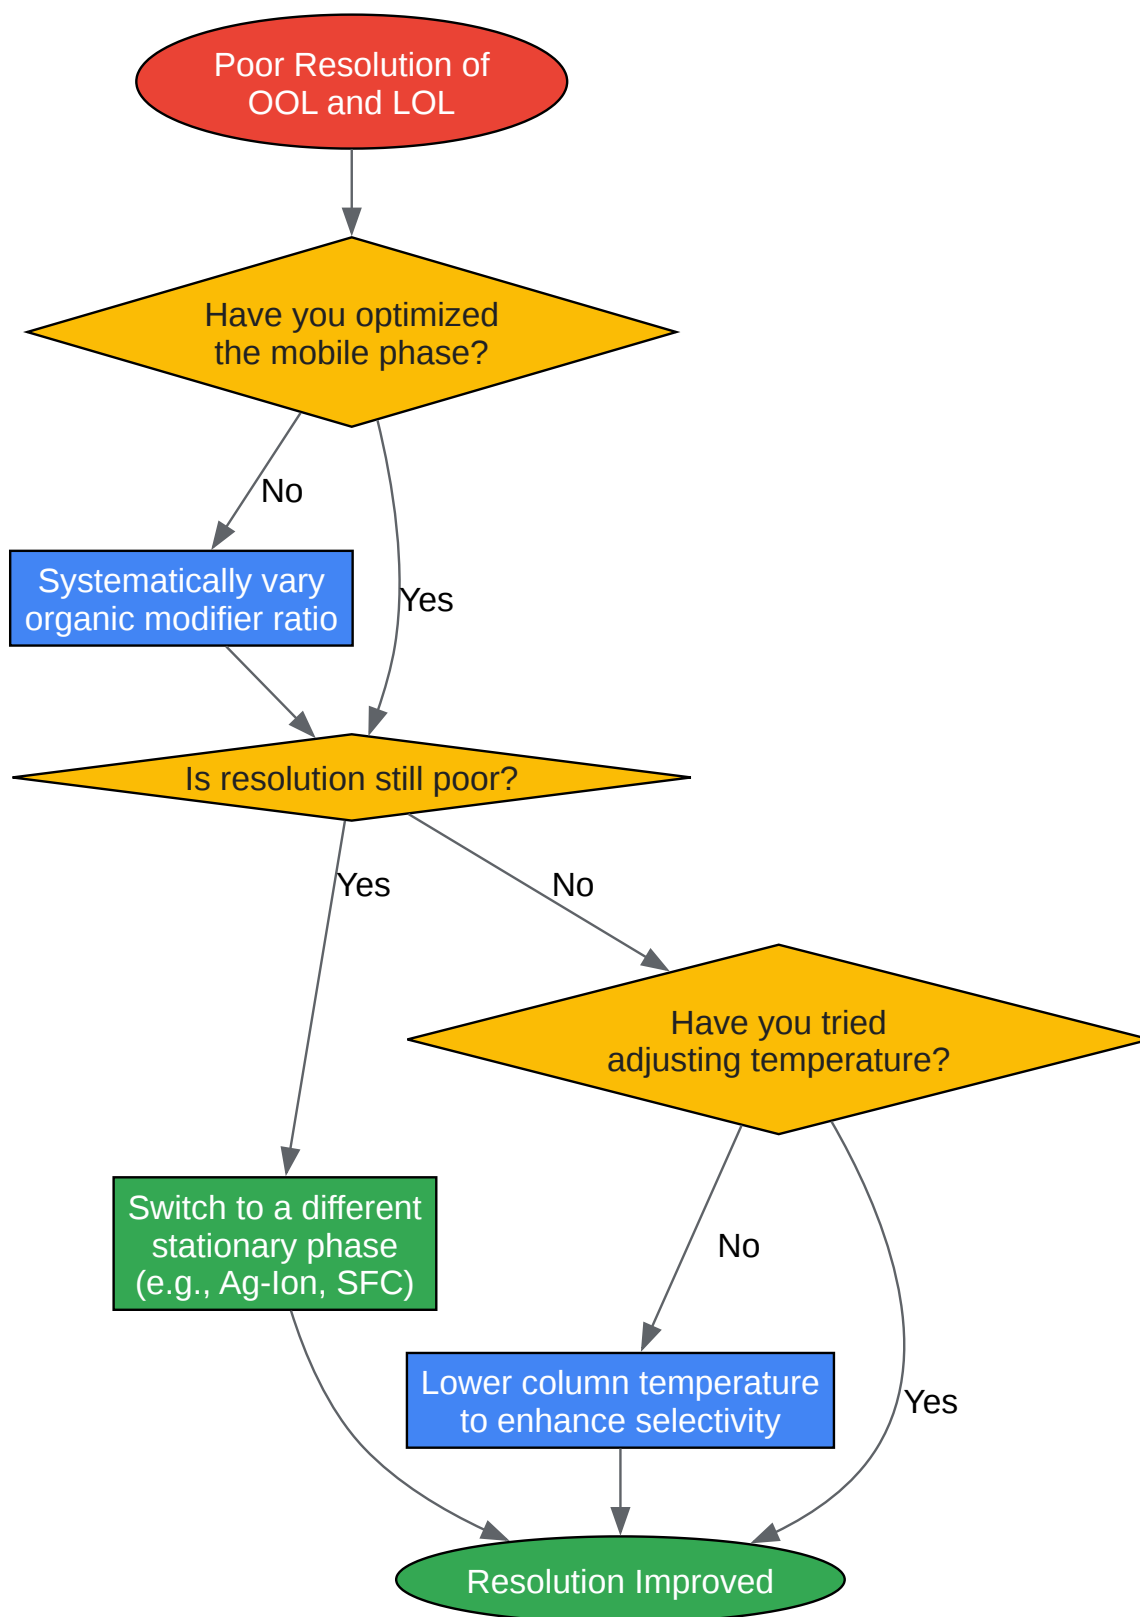 Poor Resolution of
OOL and LOL
Have you optimized
the mobile phase?
No
Systematically vary
organic modifier ratio
Yes
Is resolution still poor?
Yes
No
Have you tried
adjusting temperature?
Switch to a different
stationary phase
(e.g., Ag-Ion, SFC)
No
Lower column temperature
to enhance selectivity
Yes
Resolution Improved